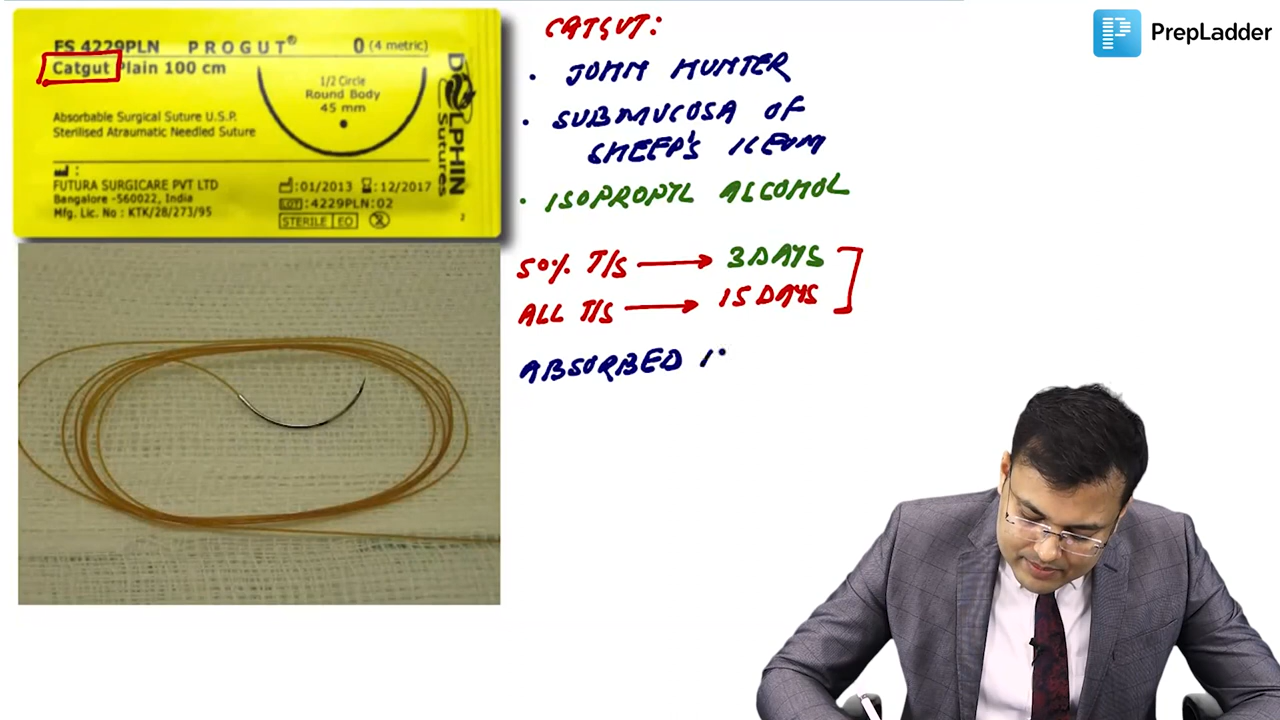 FS 4229PLN PROGUT® 0 (4 metric)
Catgut Plain 100 cm
1/2 Circle
Round Body
45 mm
Absorbable Surgical Suture U.S.P.
Sterilised Atraumatic Needled Suture
FUTURA SURGICARE PVT LTD
Bangalore -560022, India
Mfg. Lic. No : KTK/28/273/95
:01/2013 :12/2017
LOT :4229PLN:02
STERILE EO
DOLPHIN
Sutures
CATGUT:
· JOHN HUNTER
· SUBMUCOSA OF
SHEEP'S ILEUM
· ISOPROPYL ALCOHOL
50% T/S → 3 DAYS
ALL T/S → 15 DAYS
ABSORBED
PrepLadder